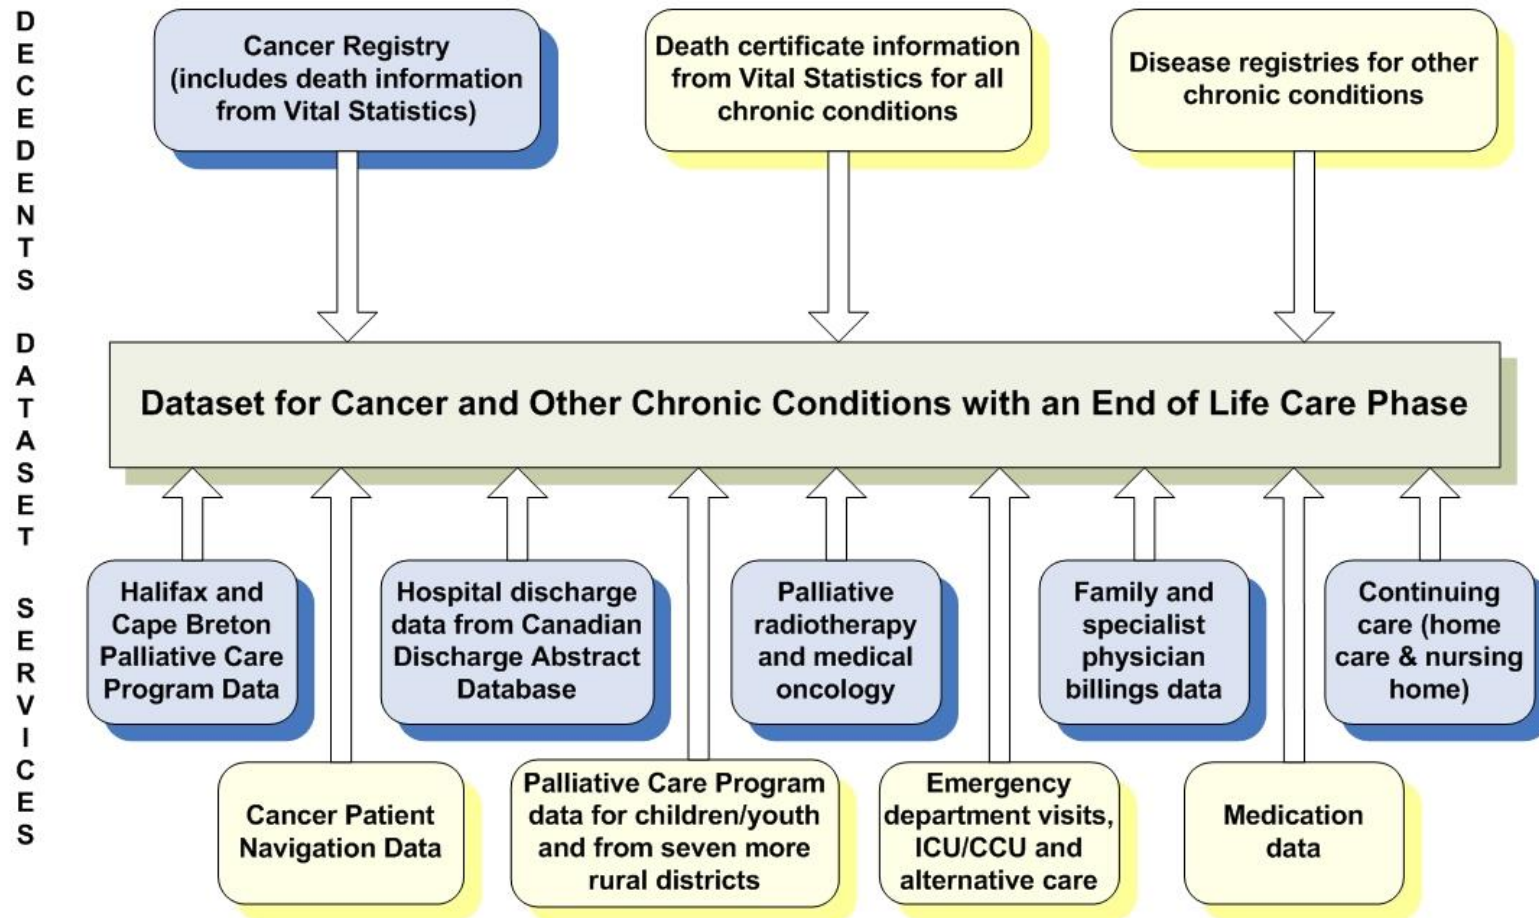 DECEDENTS
DATASET
SERVICES
Cancer Registry
(includes death information
from Vital Statistics)
Death certificate information
from Vital Statistics for all
chronic conditions
Disease registries for other
chronic conditions
Dataset for Cancer and Other Chronic Conditions with an End of Life Care Phase
Halifax and
Cape Breton
Palliative Care
Program Data
Hospital discharge
data from Canadian
Discharge Abstract
Database
Palliative
radiotherapy
and medical
oncology
Family and
specialist
physician
billings data
Continuing
care (home
care & nursing
home)
Cancer Patient
Navigation Data
Palliative Care Program
data for children/youth
and from seven more
rural districts
Emergency
department visits,
ICU/CCU and
alternative care
Medication
data